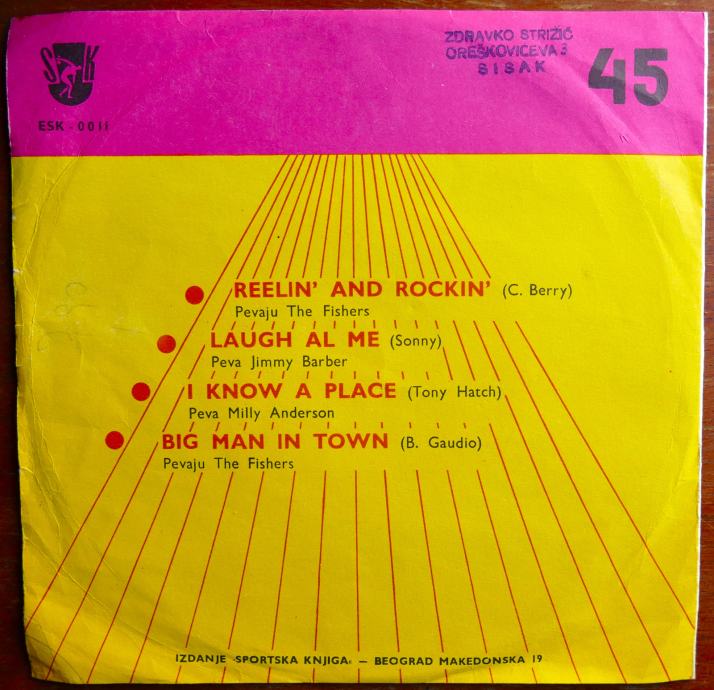 SK
ZDRAVKO STRIŽIĆ
OREŠKOVIĆEVA 3
SISAK
45
ESK - 0011
REELIN' AND ROCKIN' (C. Berry)
Pevaju The Fishers
LAUGH AL ME (Sonny)
Peva Jimmy Barber
I KNOW A PLACE (Tony Hatch)
Peva Milly Anderson
BIG MAN IN TOWN (B. Gaudio)
Pevaju The Fishers
IZDANJE »SPORTSKA KNJIGA« — BEOGRAD MAKEDONSKA 19